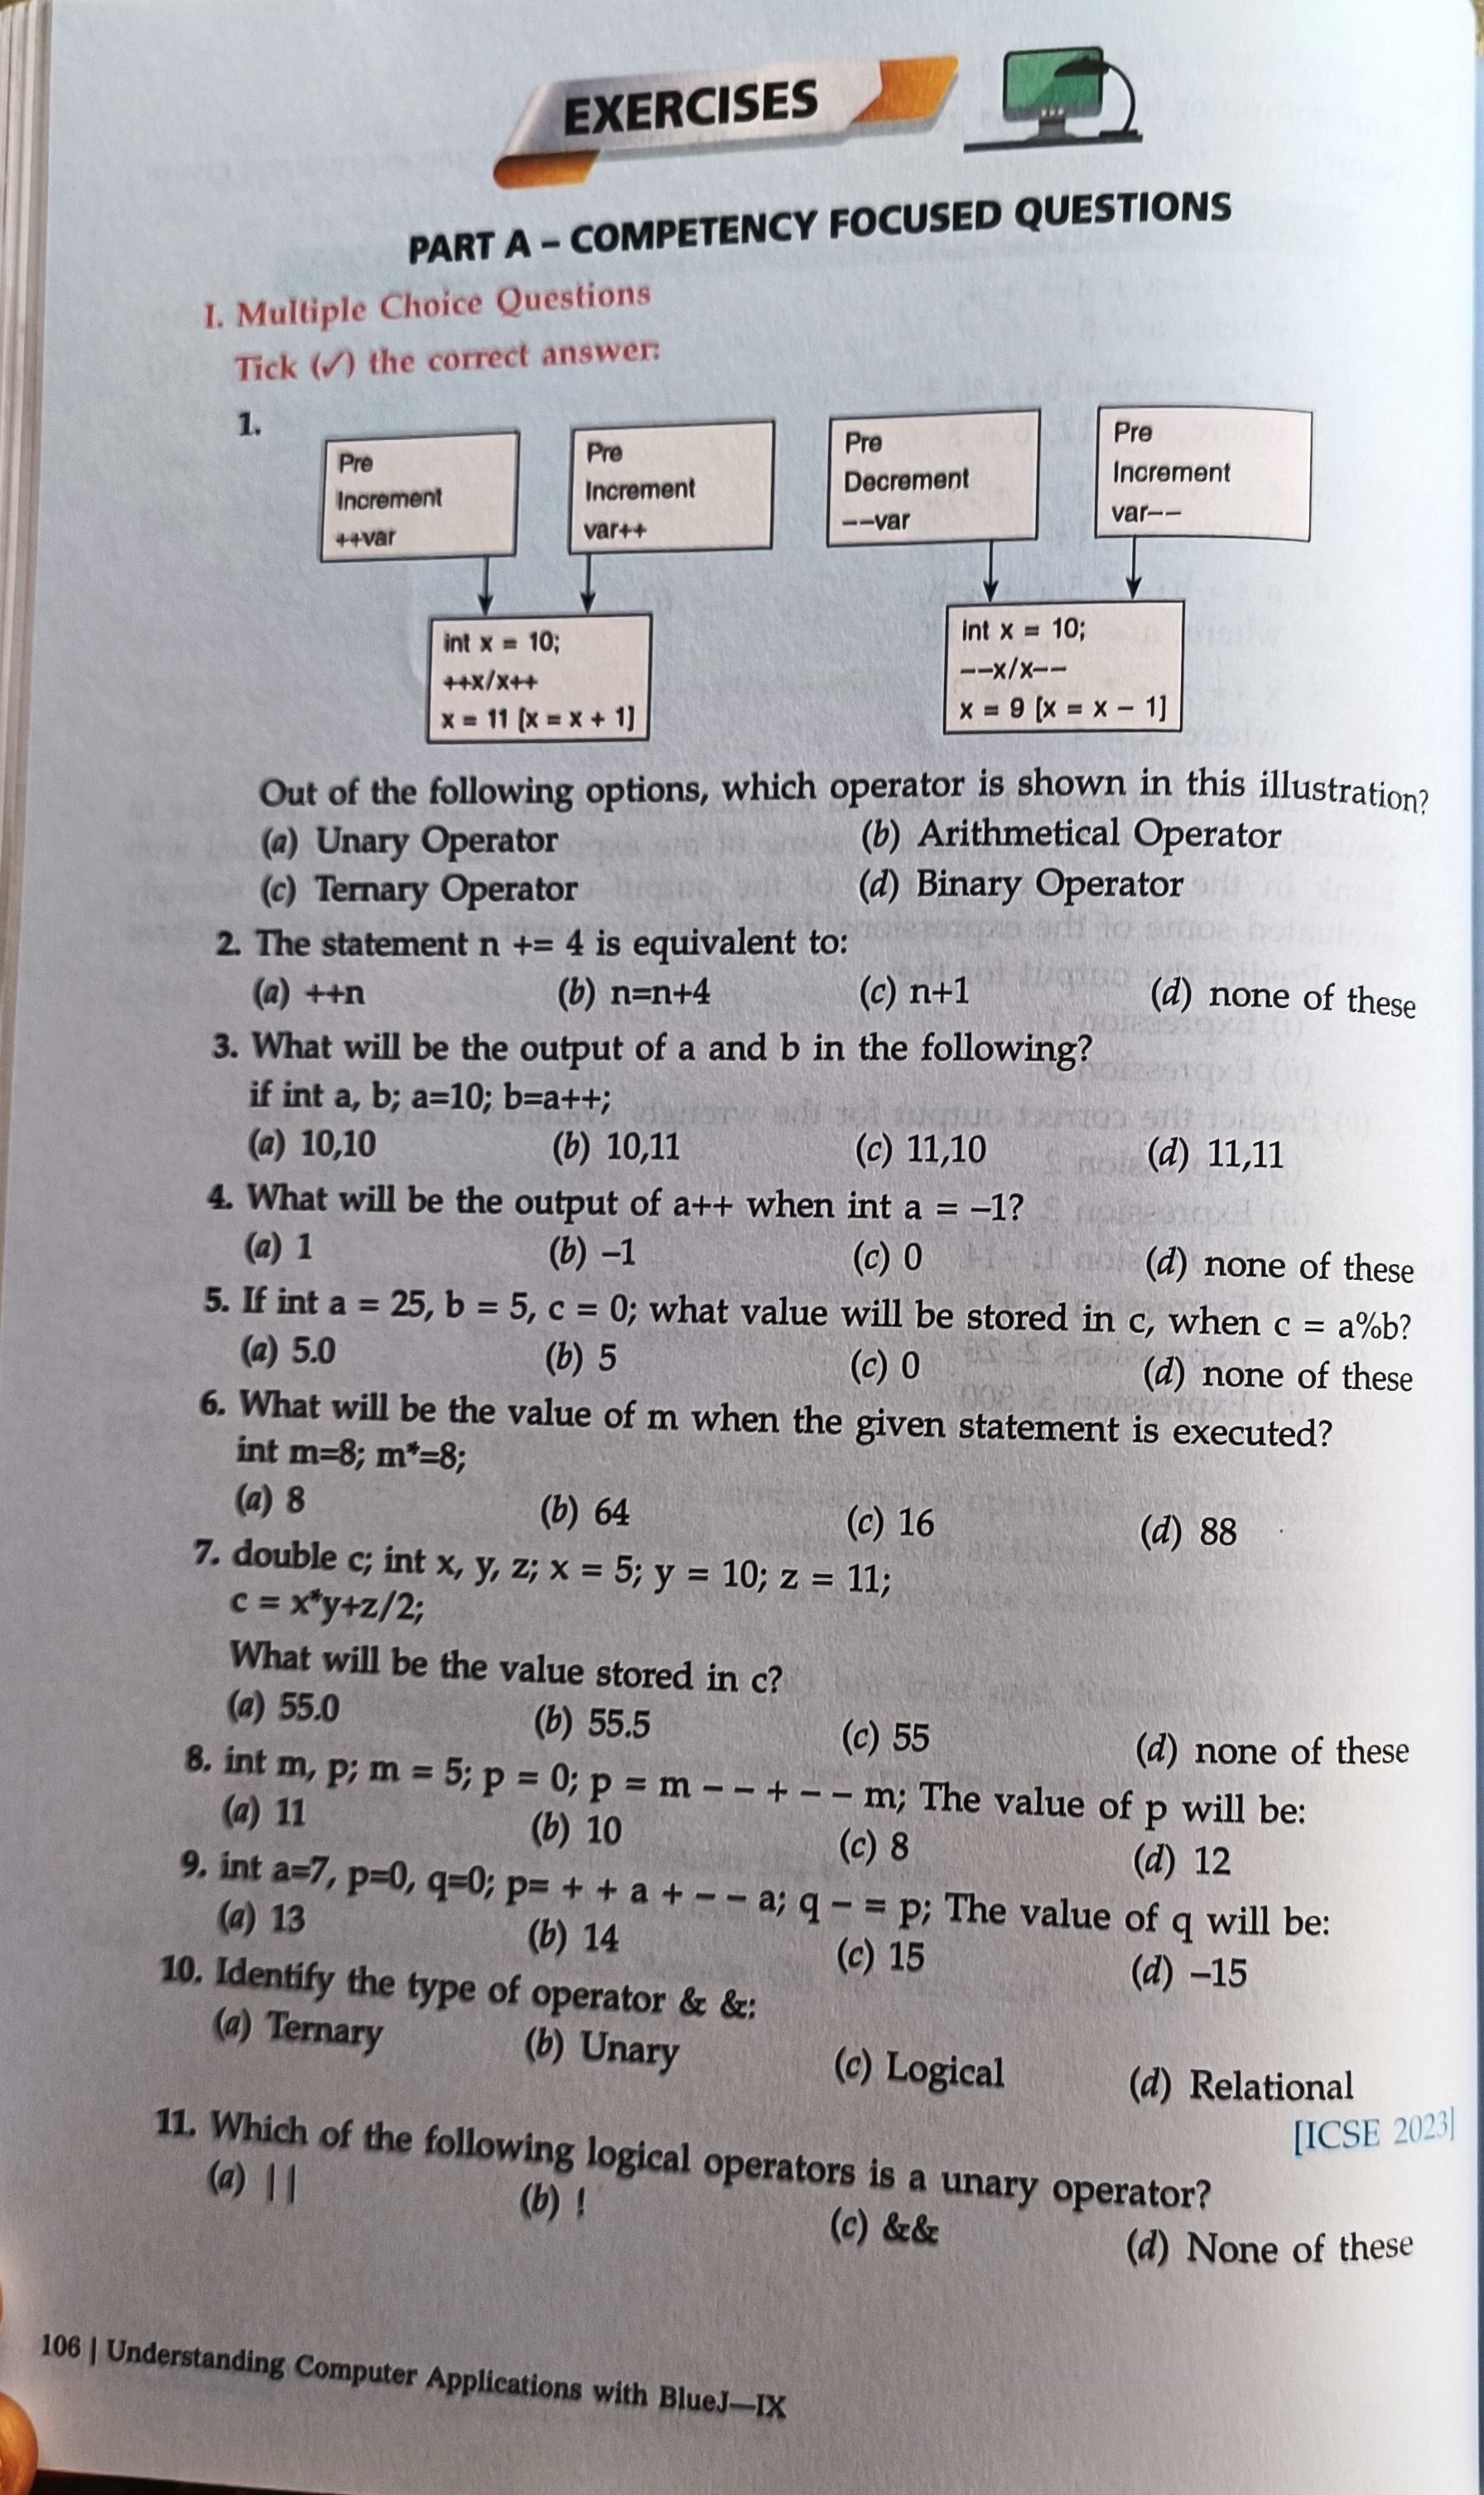 EXERCISES
PART A – COMPETENCY FOCUSED QUESTIONS
I. Multiple Choice Questions
Tick (✓) the correct answer:
1.
Pre
Increment
++var
Pre
Increment
var++
Pre
Decrement
––var
Pre
Increment
var––
int x = 10;
++x/x++
x = 11 [x = x + 1]
int x = 10;
––x/x––
x = 9 [x = x – 1]
Out of the following options, which operator is shown in this illustration?
(a) Unary Operator (b) Arithmetical Operator
(c) Ternary Operator (d) Binary Operator
2. The statement n += 4 is equivalent to:
(a) ++n (b) n=n+4 (c) n+1 (d) none of these
3. What will be the output of a and b in the following?
if int a, b; a=10; b=a++;
(a) 10,10 (b) 10,11 (c) 11,10 (d) 11,11
4. What will be the output of a++ when int a = –1?
(a) 1 (b) –1 (c) 0 (d) none of these
5. If int a = 25, b = 5, c = 0; what value will be stored in c, when c = a%b?
(a) 5.0 (b) 5 (c) 0 (d) none of these
6. What will be the value of m when the given statement is executed?
int m=8; m*=8;
(a) 8 (b) 64 (c) 16 (d) 88
7. double c; int x, y, z; x = 5; y = 10; z = 11;
c = x*y+z/2;
What will be the value stored in c?
(a) 55.0 (b) 55.5 (c) 55 (d) none of these
8. int m, p; m = 5; p = 0; p = m – – + – – m; The value of p will be:
(a) 11 (b) 10 (c) 8 (d) 12
9. int a=7, p=0, q=0; p= + + a + – – a; q – = p; The value of q will be:
(a) 13 (b) 14 (c) 15 (d) –15
10. Identify the type of operator & &:
(a) Ternary (b) Unary (c) Logical (d) Relational
[ICSE 2023]
11. Which of the following logical operators is a unary operator?
(a) || (b) ! (c) && (d) None of these
106 | Understanding Computer Applications with BlueJ—IX